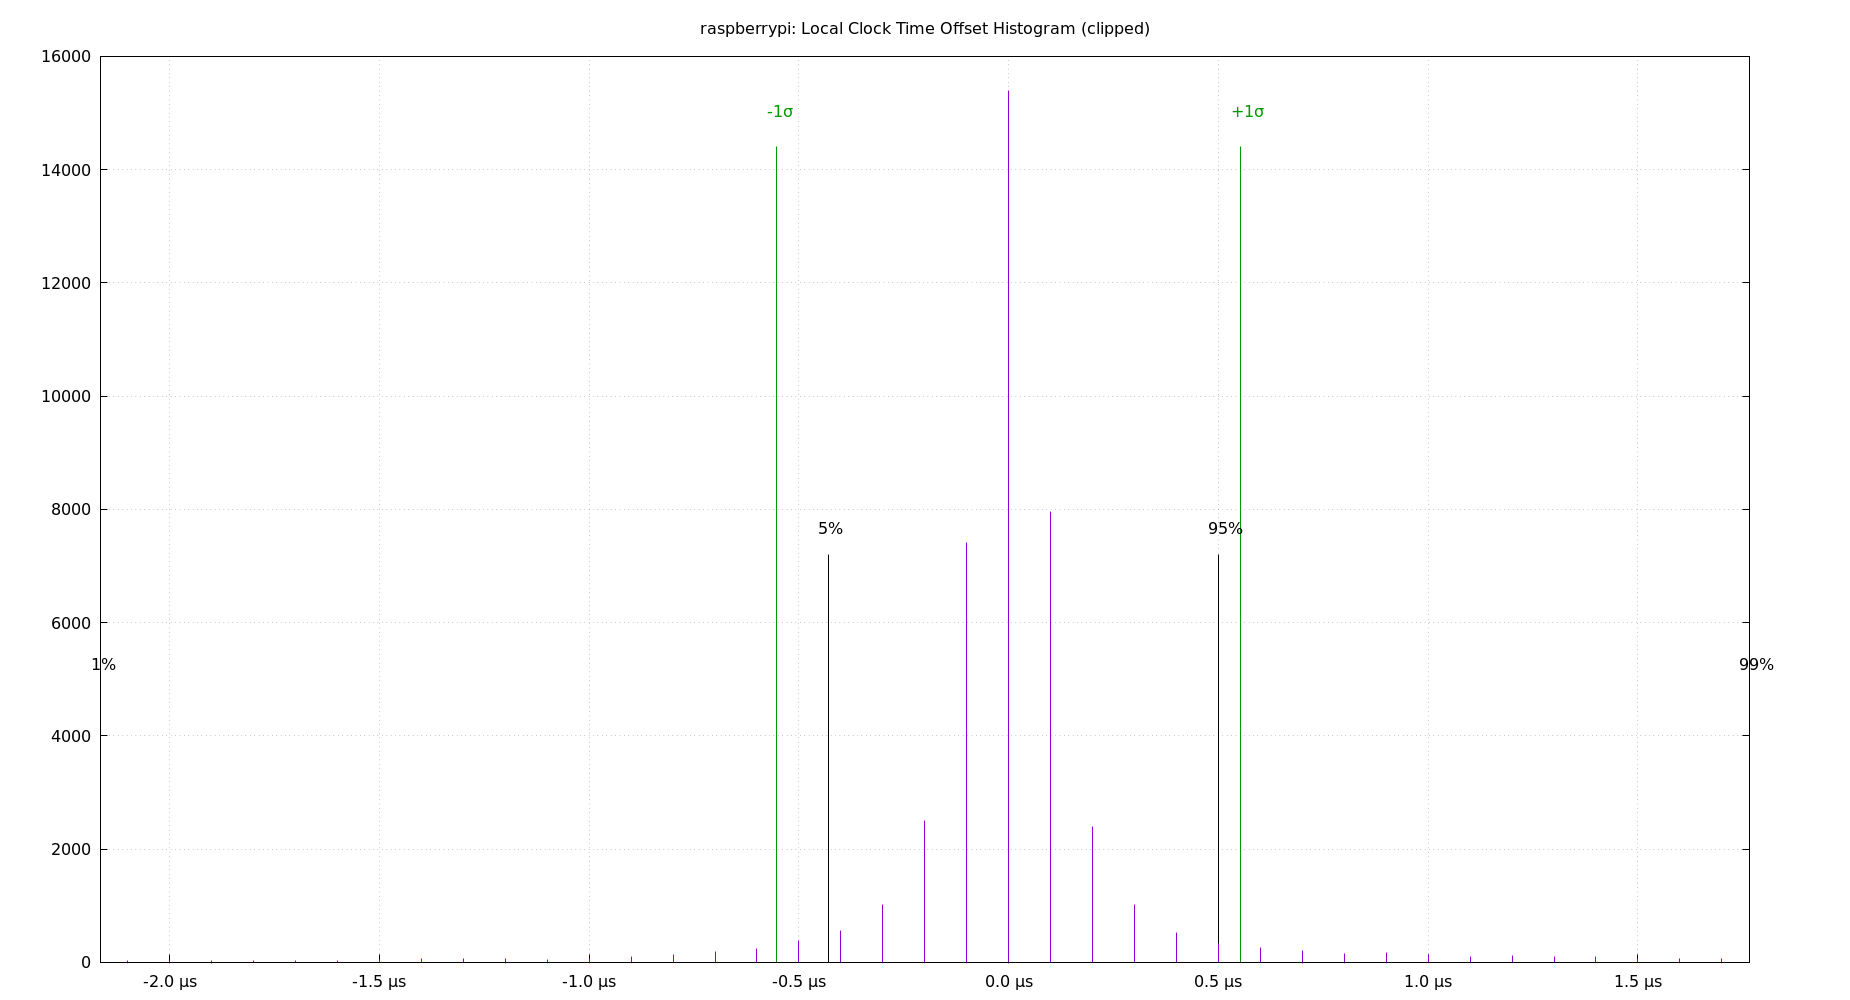 raspberrypi: Local Clock Time Offset Histogram (clipped)
16000
-1σ
+1σ
14000
12000
10000
8000
5%
95%
6000
1%
99%
4000
2000
0
-2.0 µs
-1.5 µs
-1.0 µs
-0.5 µs
0.0 µs
0.5 µs
1.0 µs
1.5 µs